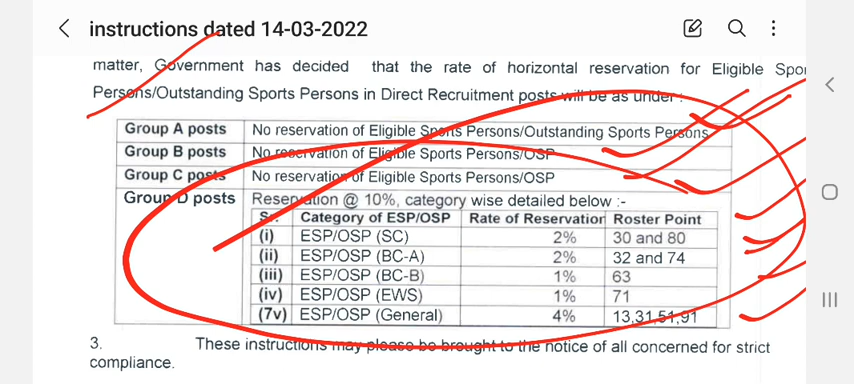 instructions dated 14-03-2022
matter, Government has decided that the rate of horizontal reservation for Eligible Spo
Persons/Outstanding Sports Persons in Direct Recruitment posts will be as under :
Group A posts No reservation of Eligible Sports Persons/Outstanding Sports Persons
Group B posts No reservation of Eligible Sports Persons/OSP
Group C posts No reservation of Eligible Sports Persons/OSP
Group D posts Reservation @ 10%, category wise detailed below :-
Sr. Category of ESP/OSP Rate of Reservation Roster Point
(i) ESP/OSP (SC) 2% 30 and 80
(ii) ESP/OSP (BC-A) 2% 32 and 74
(iii) ESP/OSP (BC-B) 1% 63
(iv) ESP/OSP (EWS) 1% 71
(7v) ESP/OSP (General) 4% 13,31,51,91
3. These instructions may please be brought to the notice of all concerned for strict
compliance.